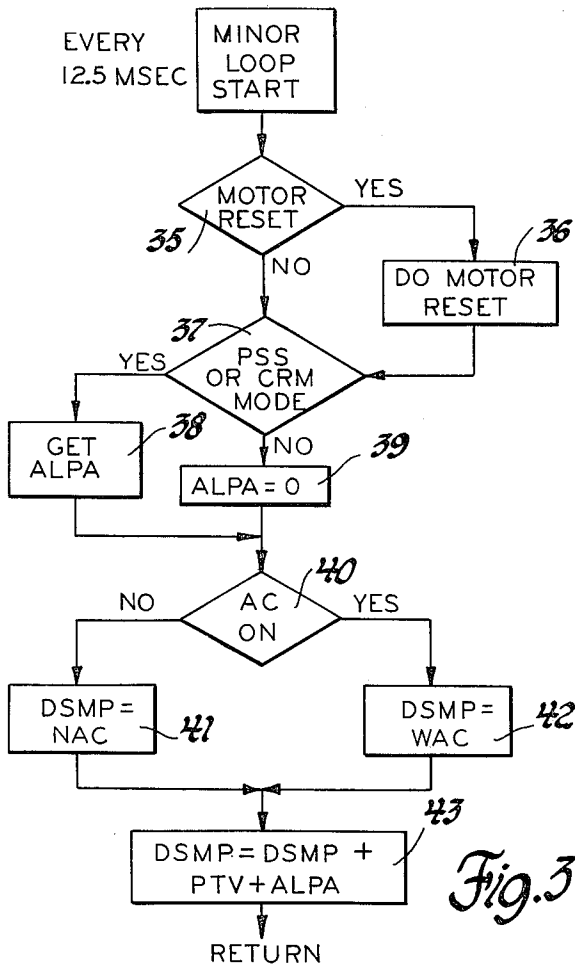 EVERY
12.5 MSEC
MINOR
LOOP
START
MOTOR
RESET
35
YES
NO
36
DO MOTOR
RESET
37
PSS
OR CRM
MODE
YES
NO
38
GET
ALPA
39
ALPA = 0
40
AC
ON
NO
YES
DSMP =
NAC
41
DSMP =
WAC
42
43
DSMP = DSMP +
PTV + ALPA
RETURN
Fig. 3